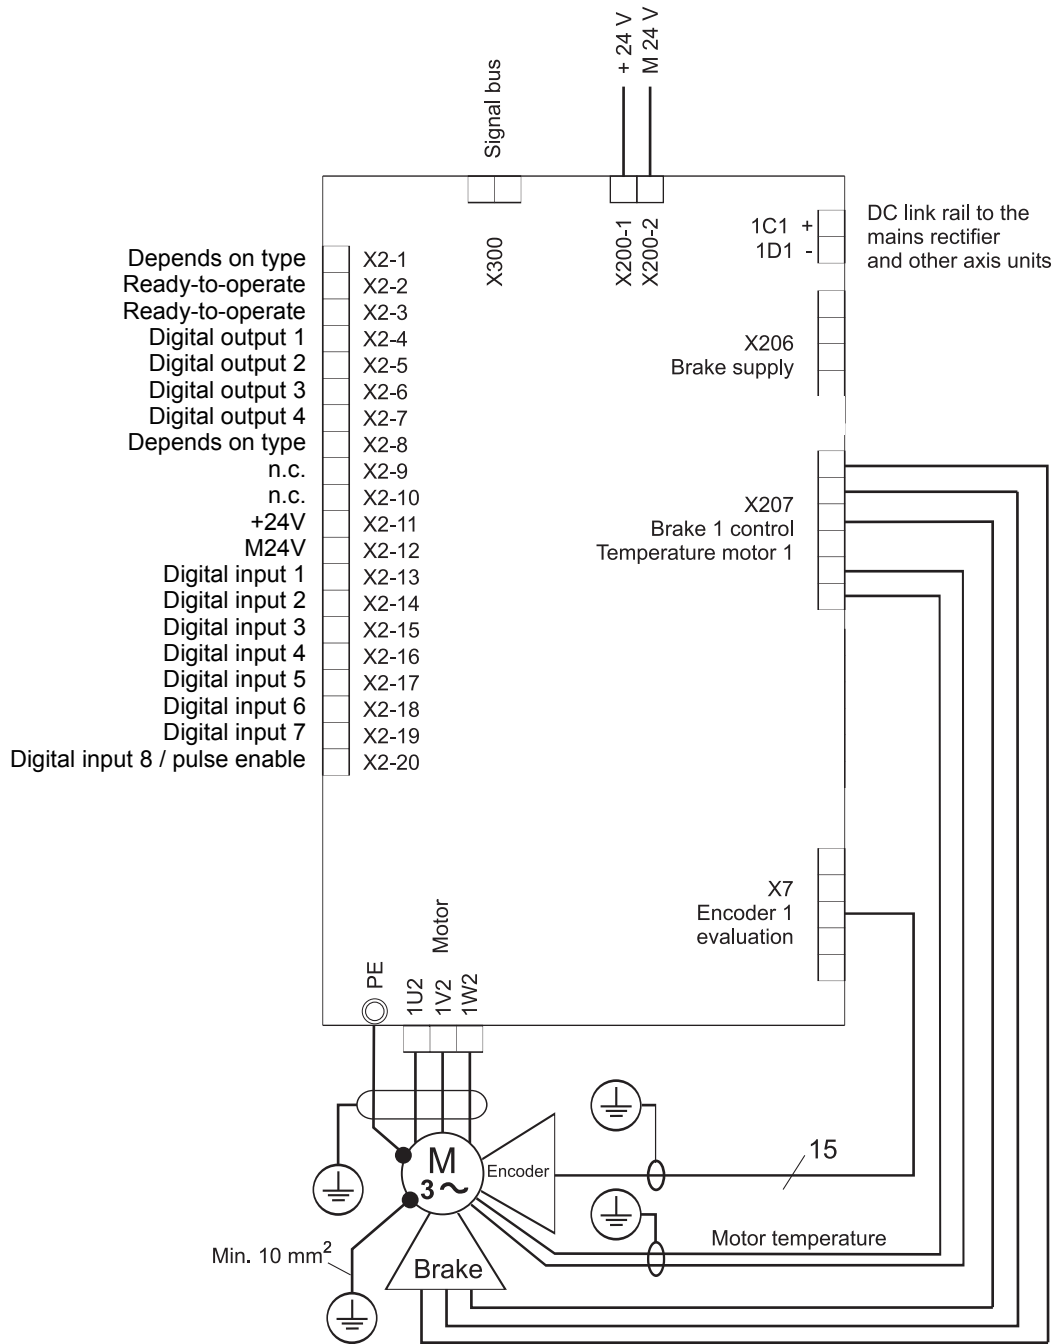 + 24 V
M 24 V
Signal bus
X300
X200-1
X200-2
1C1 +
1D1 -
DC link rail to the
mains rectifier
and other axis units
Depends on type X2-1
Ready-to-operate X2-2
Ready-to-operate X2-3
Digital output 1 X2-4
Digital output 2 X2-5
Digital output 3 X2-6
Digital output 4 X2-7
Depends on type X2-8
n.c. X2-9
n.c. X2-10
+24V X2-11
M24V X2-12
Digital input 1 X2-13
Digital input 2 X2-14
Digital input 3 X2-15
Digital input 4 X2-16
Digital input 5 X2-17
Digital input 6 X2-18
Digital input 7 X2-19
Digital input 8 / pulse enable X2-20
X206
Brake supply
X207
Brake 1 control
Temperature motor 1
X7
Encoder 1
evaluation
PE
Motor
1U2
1V2
1W2
M
3 ~
Encoder
15
Motor temperature
Min. 10 mm²
Brake